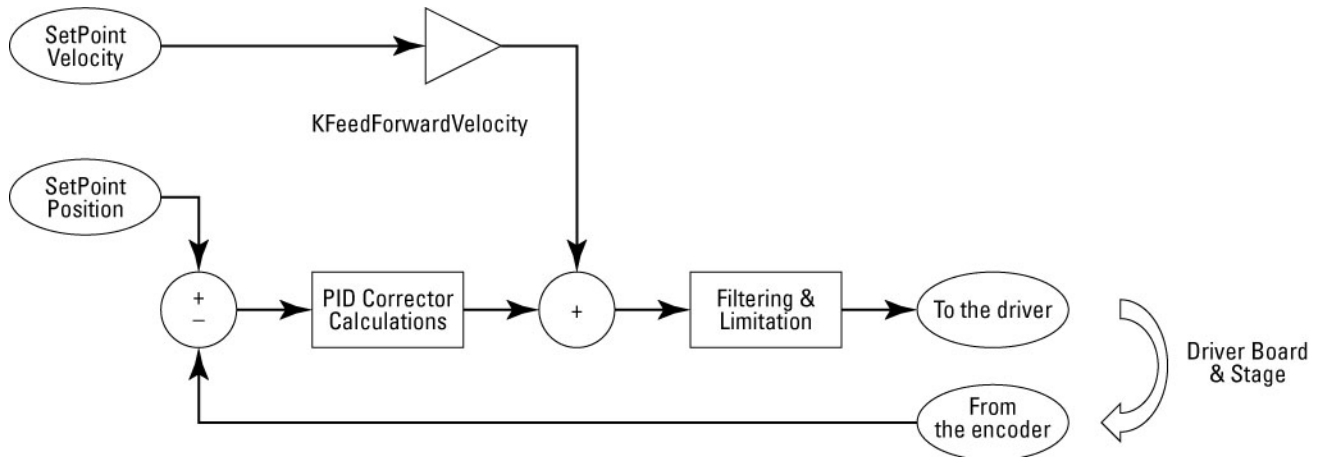 SetPoint
Velocity
KFeedForwardVelocity
SetPoint
Position
+
−
PID Corrector
Calculations
+
Filtering &
Limitation
To the driver
Driver Board
& Stage
From
the encoder